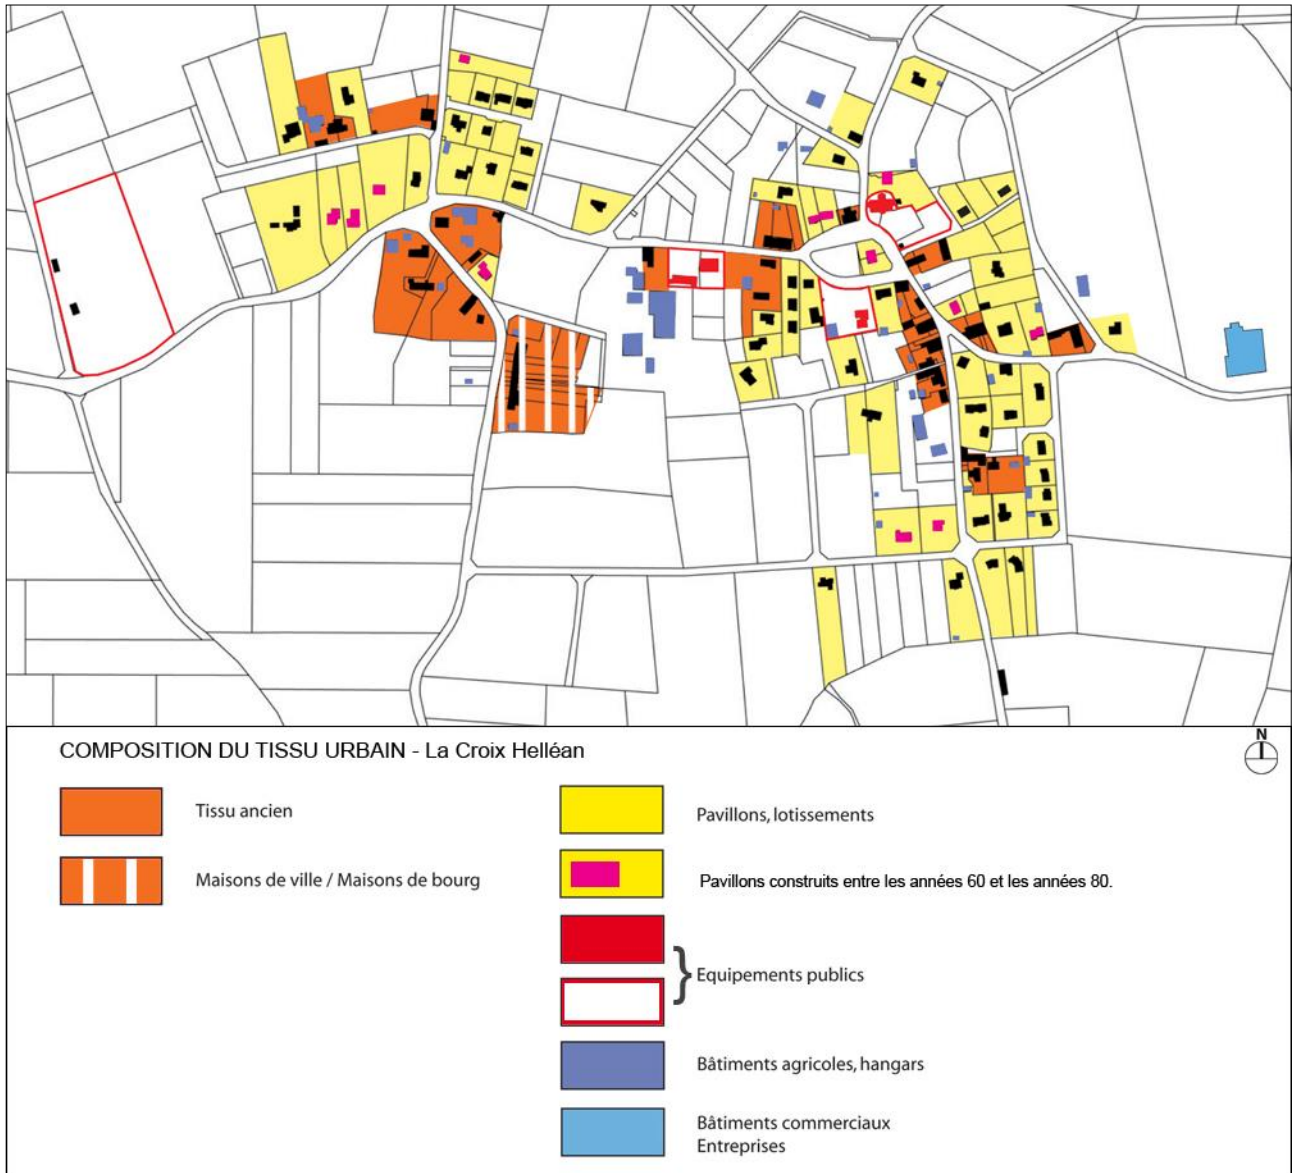 COMPOSITION DU TISSU URBAIN - La Croix Helléan
N
Tissu ancien
Maisons de ville / Maisons de bourg
Pavillons, lotissements
Pavillons construits entre les années 60 et les années 80.
Equipements publics
Bâtiments agricoles, hangars
Bâtiments commerciaux
Entreprises